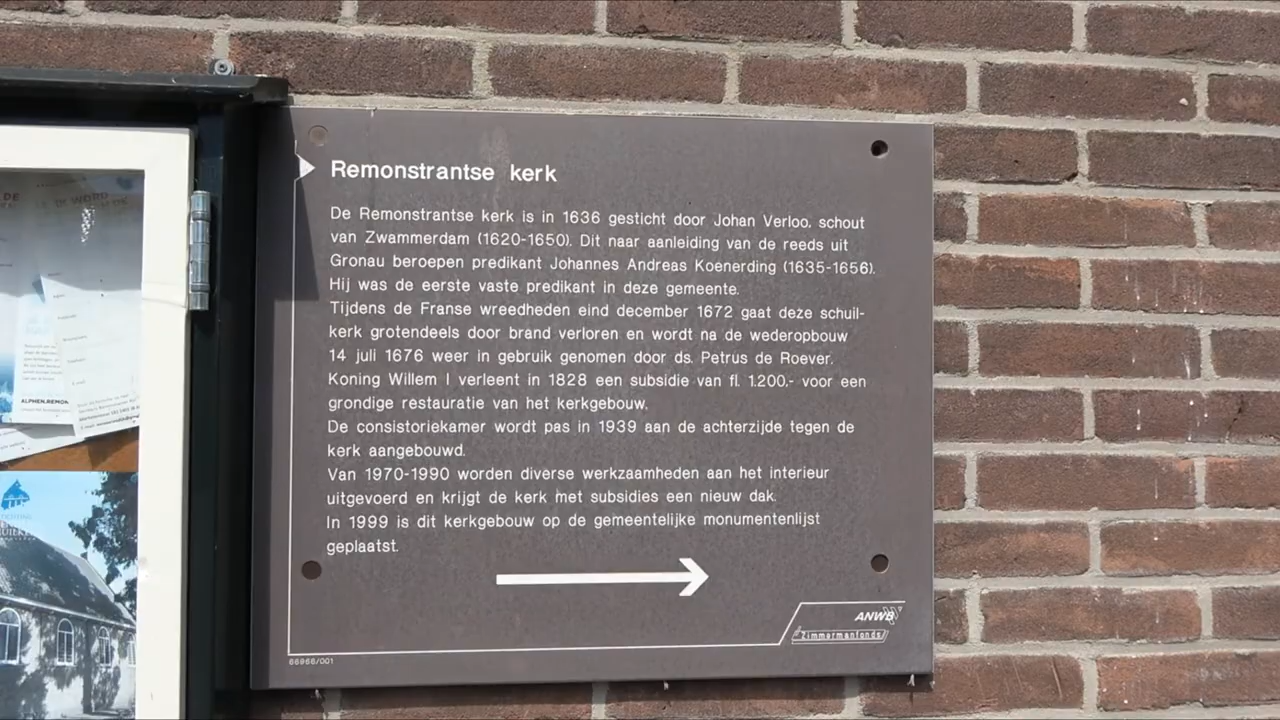 Remonstrantse kerk
De Remonstrantse kerk is in 1636 gesticht door Johan Verloo, schout
van Zwammerdam (1620-1650). Dit naar aanleiding van de reeds uit
Gronau beroepen predikant Johannes Andreas Koenerding (1635-1656).
Hij was de eerste vaste predikant in deze gemeente.
Tijdens de Franse wreedheden eind december 1672 gaat deze schuil-
kerk grotendeels door brand verloren en wordt na de wederopbouw
14 juli 1676 weer in gebruik genomen door ds. Petrus de Roever.
Koning Willem I verleent in 1828 een subsidie van fl. 1.200,- voor een
grondige restauratie van het kerkgebouw.
De consistoriekamer wordt pas in 1939 aan de achterzijde tegen de
kerk aangebouwd.
Van 1970-1990 worden diverse werkzaamheden aan het interieur
uitgevoerd en krijgt de kerk met subsidies een nieuw dak.
In 1999 is dit kerkgebouw op de gemeentelijke monumentenlijst
geplaatst.
ANWB
Zimmermanfonds
66966/001
ALPHEN.REMON